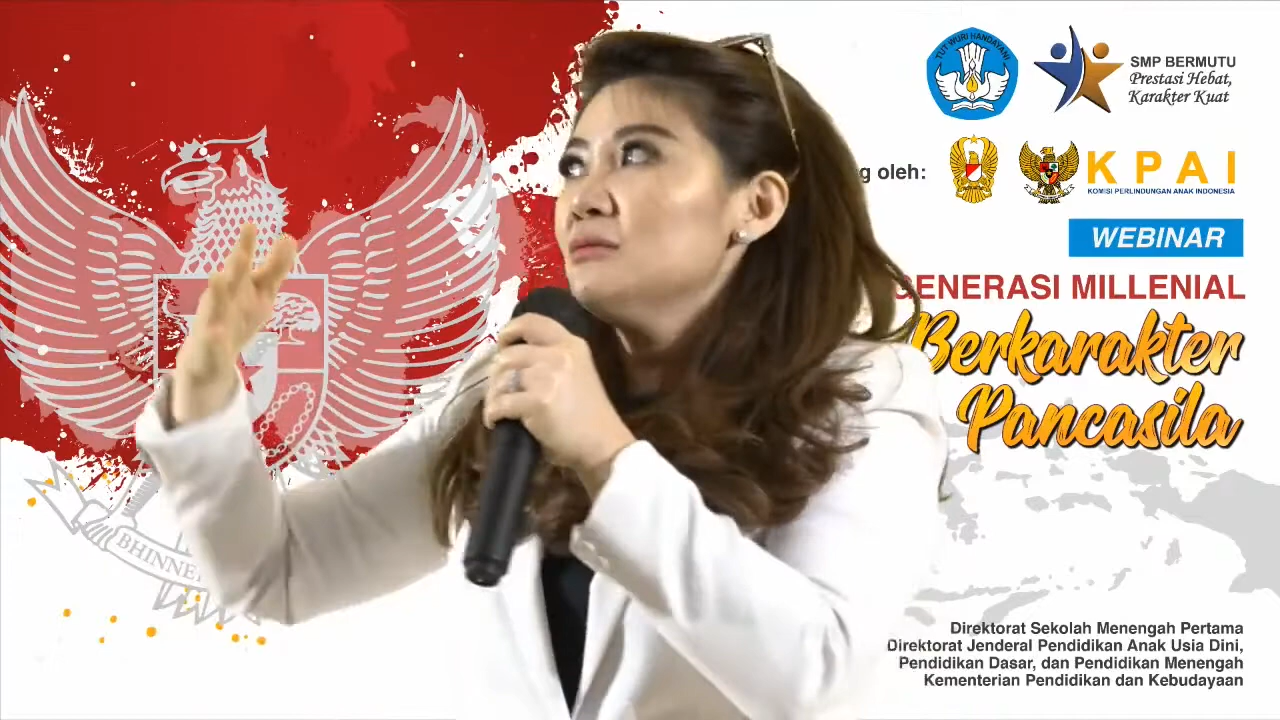 TUT WURI HANDAYANI
SMP BERMUTU
Prestasi Hebat,
Karakter Kuat
oleh:
KPAI
KOMISI PERLINDUNGAN ANAK INDONESIA
WEBINAR
GENERASI MILLENIAL
Berkarakter
Pancasila
BHINNE
Direktorat Sekolah Menengah Pertama
Direktorat Jenderal Pendidikan Anak Usia Dini,
Pendidikan Dasar, dan Pendidikan Menengah
Kementerian Pendidikan dan Kebudayaan